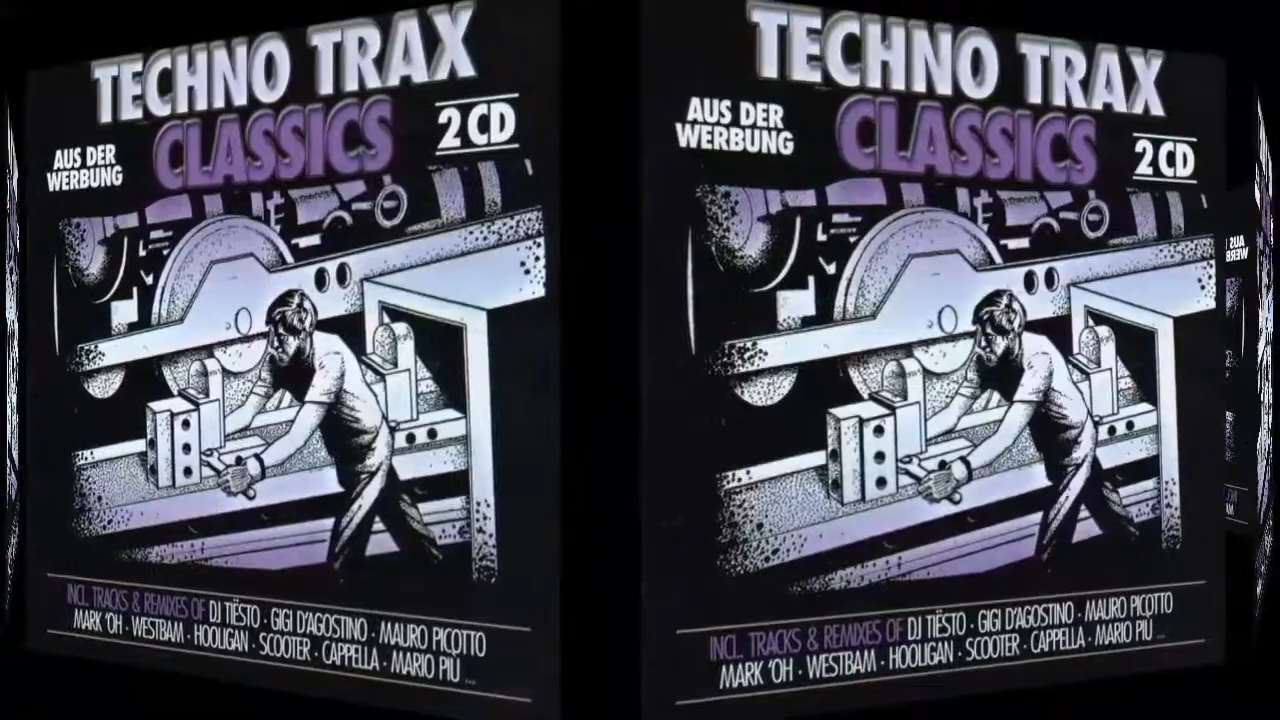 TECHNO TRAX
CLASSICS
AUS DER
WERBUNG
2 CD
INCL. TRACKS & REMIXES OF DJ TIËSTO · GIGI D'AGOSTINO · MAURO PICOTTO
MARK 'OH · WESTBAM · HOOLIGAN · SCOOTER · CAPPELLA · MARIO PIÙ ...
TECHNO TRAX
CLASSICS
AUS DER
WERBUNG
2 CD
INCL. TRACKS & REMIXES OF DJ TIËSTO · GIGI D'AGOSTINO · MAURO PICOTTO
MARK 'OH · WESTBAM · HOOLIGAN · SCOOTER · CAPPELLA · MARIO PIÙ ...